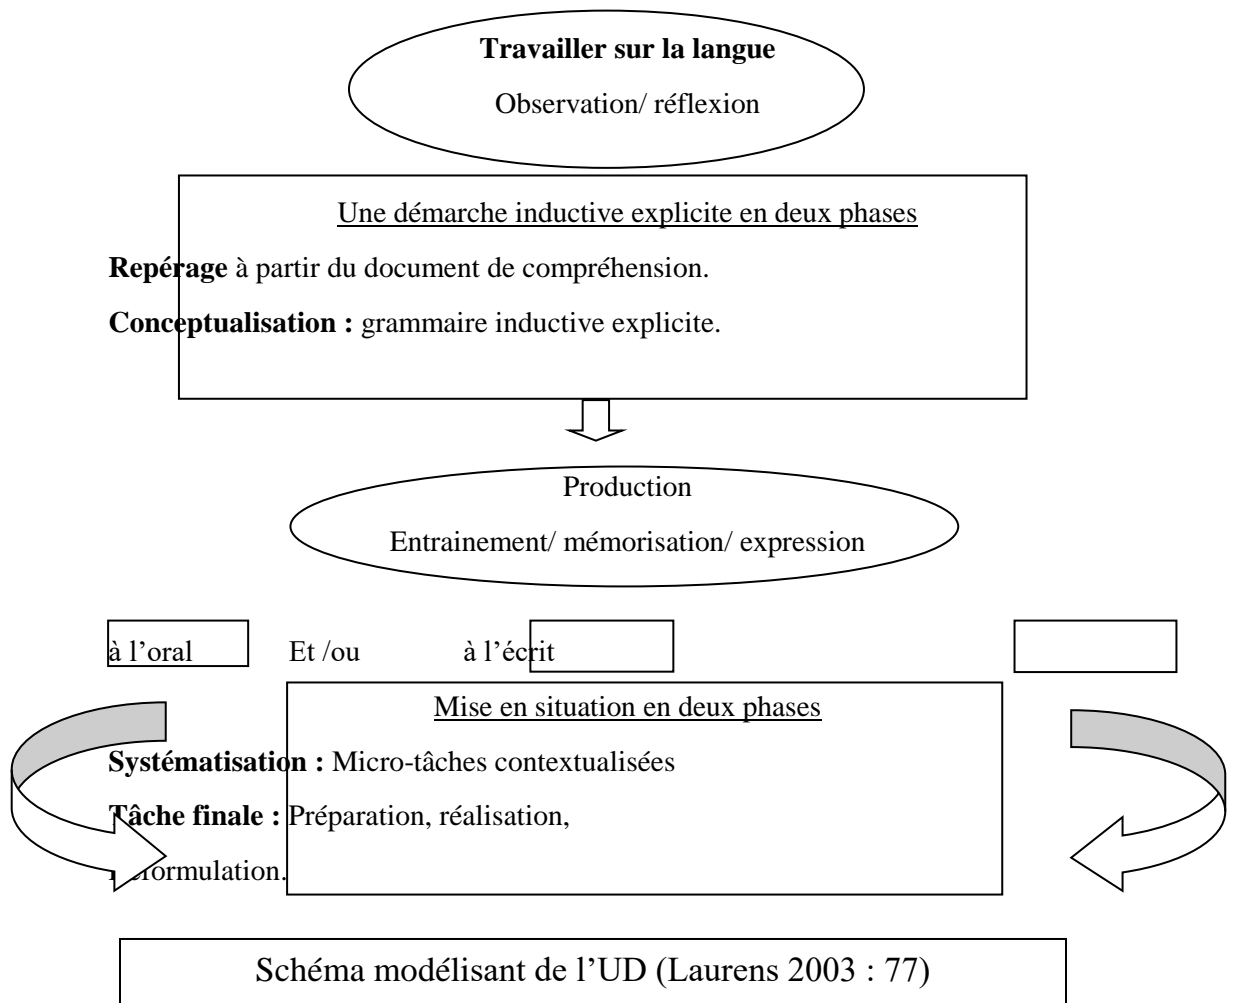 Travailler sur la langue
Observation/ réflexion
Une démarche inductive explicite en deux phases
Repérage à partir du document de compréhension.
Conceptualisation : grammaire inductive explicite.
Production
Entrainement/ mémorisation/ expression
à l’oral Et /ou à l’écrit
Mise en situation en deux phases
Systématisation : Micro-tâches contextualisées
Tâche finale : Préparation, réalisation,
Schéma modélisant de l’UD (Laurens 2003 : 77)